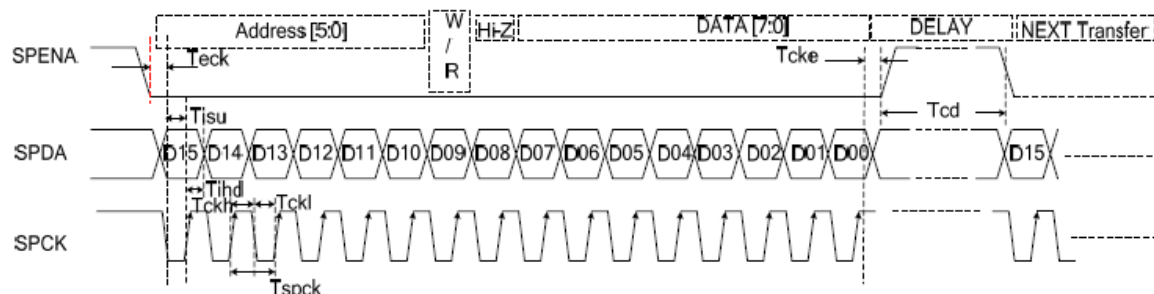 Address [5:0] W/R Hi-Z DATA [7:0] DELAY NEXT Transfer
SPENA Teck Tcke
Tisu Tcd
SPDA D15 D14 D13 D12 D11 D10 D09 D08 D07 D06 D05 D04 D03 D02 D01 D00 D15
Tihd
Tckh Tckl
SPCK
Tspck